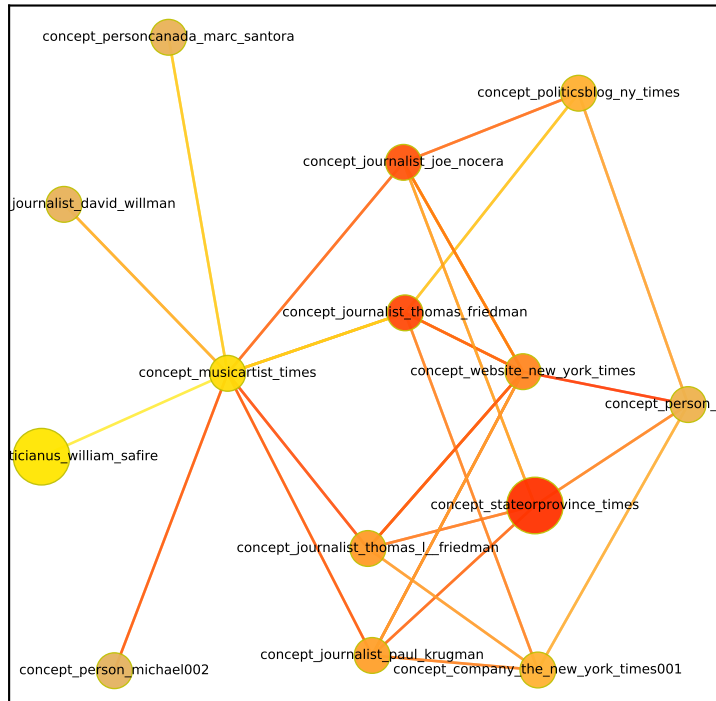 concept_personcanada_marc_santora
concept_politicsblog_ny_times
concept_journalist_joe_nocera
journalist_david_willman
concept_journalist_thomas_friedman
concept_musicartist_times
concept_website_new_york_times
concept_person_
ticianus_william_safire
concept_stateorprovince_times
concept_journalist_thomas_l__friedman
concept_journalist_paul_krugman
concept_company_the_new_york_times001
concept_person_michael002